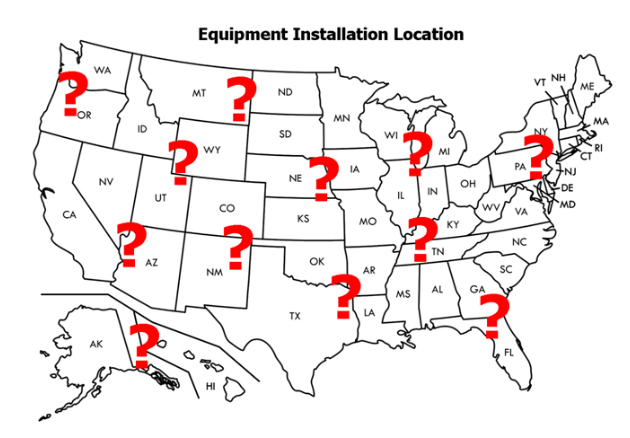 Equipment Installation Location
WA
MT
ND
MN
VT NH
ME
OR
ID
SD
WI
MI
NY
MA
WY
NE
IA
PA
CT
RI
NJ
NV
UT
CO
IL
IN
OH
DE
MD
CA
KS
MO
WV
VA
KY
AZ
NM
OK
AR
TN
NC
SC
MS
AL
GA
TX
LA
AK
HI
FL
?
?
?
?
?
?
?
?
?
?
?
?